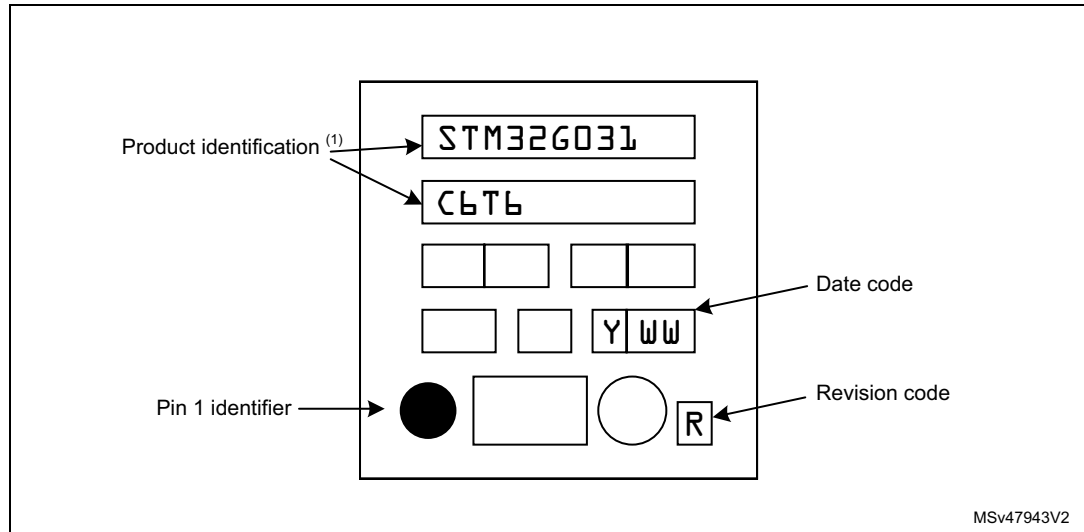 Product identification (1)
STM32G031
C6T6
Date code
Y WW
Pin 1 identifier
Revision code
R
MSv47943V2